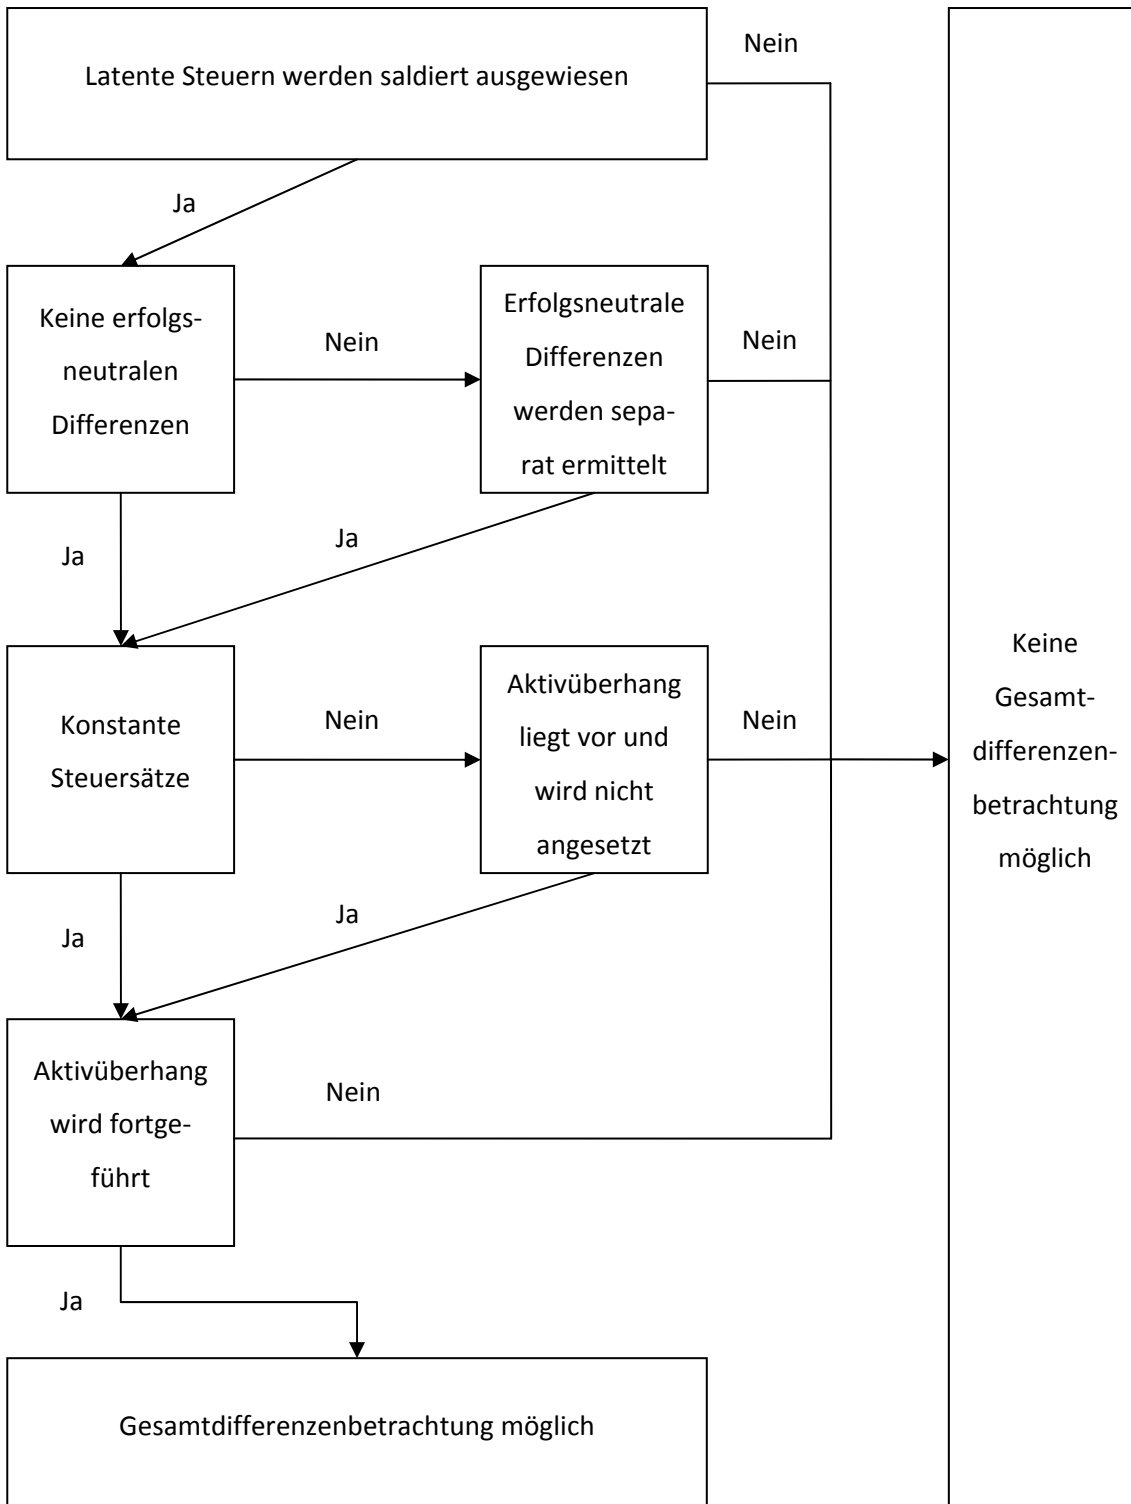 Latente Steuern werden saldiert ausgewiesen
Nein
Ja
Keine erfolgs-
neutralen
Differenzen
Nein
Erfolgsneutrale
Differenzen
werden sepa-
rat ermittelt
Nein
Ja
Ja
Konstante
Steuersätze
Nein
Aktivüberhang
liegt vor und
wird nicht
angesetzt
Nein
Keine
Gesamt-
differenzen-
betrachtung
möglich
Ja
Ja
Aktivüberhang
wird fortge-
führt
Nein
Ja
Gesamtdifferenzenbetrachtung möglich